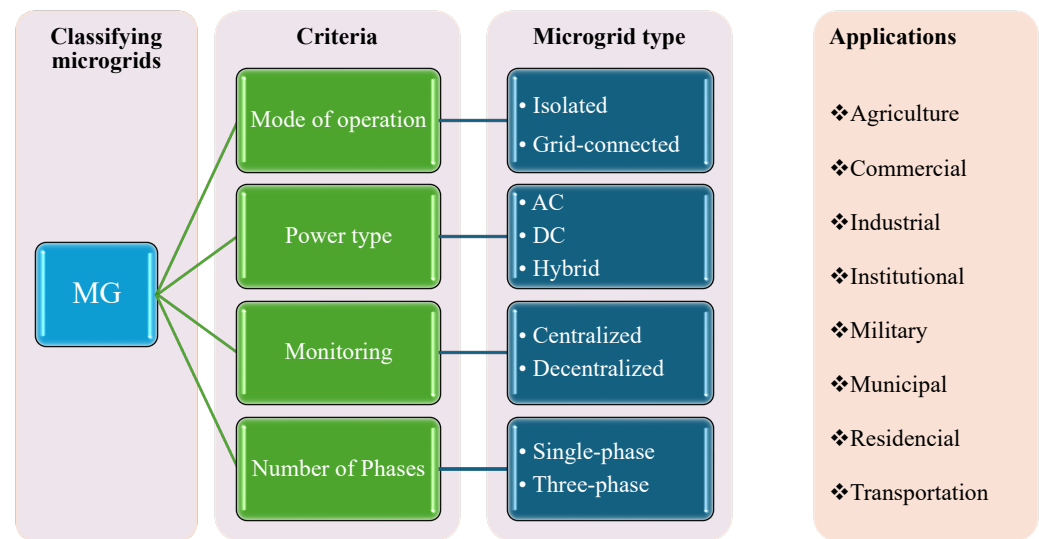 Classifying
microgrids
MG
Criteria
Mode of operation
Power type
Monitoring
Number of Phases
Microgrid type
• Isolated
• Grid-connected
• AC
• DC
• Hybrid
• Centralized
• Decentralized
• Single-phase
• Three-phase
Applications
❖Agriculture
❖Commercial
❖Industrial
❖Institutional
❖Military
❖Municipal
❖Residencial
❖Transportation